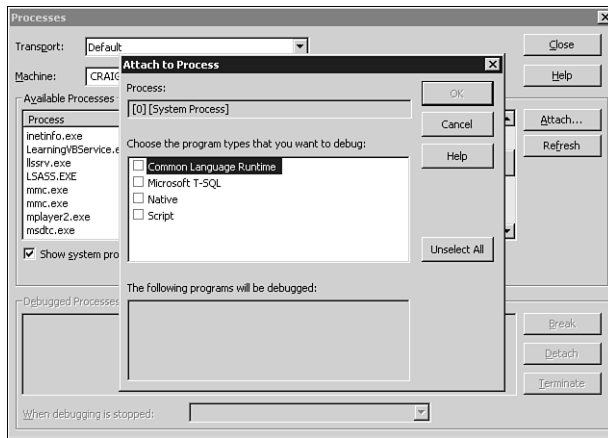 Processes
Transport: Default
Close
Machine: CRAIG
Help
Available Processes
Process
inetinfo.exe
LearningVBService.e
llssrv.exe
LSASS.EXE
mmc.exe
mmc.exe
mplayer2.exe
msdtc.exe
Attach...
Refresh
Show system pro
Debugged Processes
Break
Detach
Terminate
When debugging is stopped:
Attach to Process
Process:
[0] [System Process]
OK
Cancel
Help
Choose the program types that you want to debug:
Common Language Runtime
Microsoft T-SQL
Native
Script
Unselect All
The following programs will be debugged: